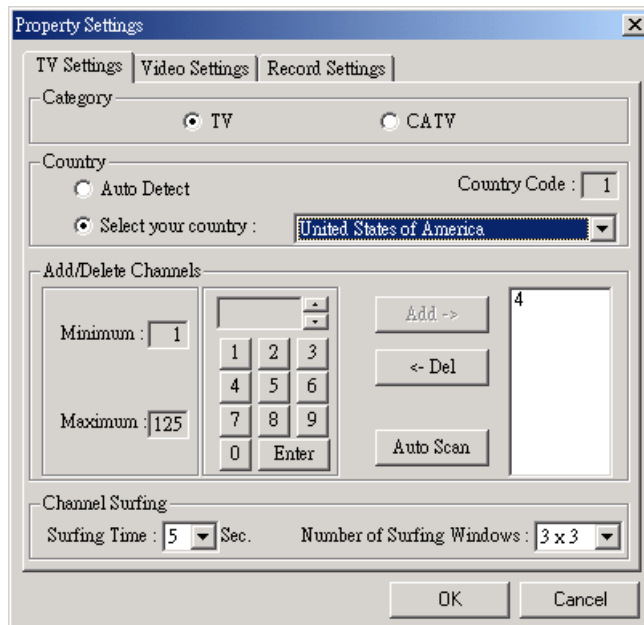 Property Settings
TV Settings Video Settings Record Settings
Category
TV CATV
Country
Auto Detect Country Code : 1
Select your country : United States of America
Add/Delete Channels
Minimum : 1
Maximum : 125
1 2 3
4 5 6
7 8 9
0 Enter
Add ->
<- Del
Auto Scan
4
Channel Surfing
Surfing Time : 5 Sec. Number of Surfing Windows : 3 x 3
OK Cancel